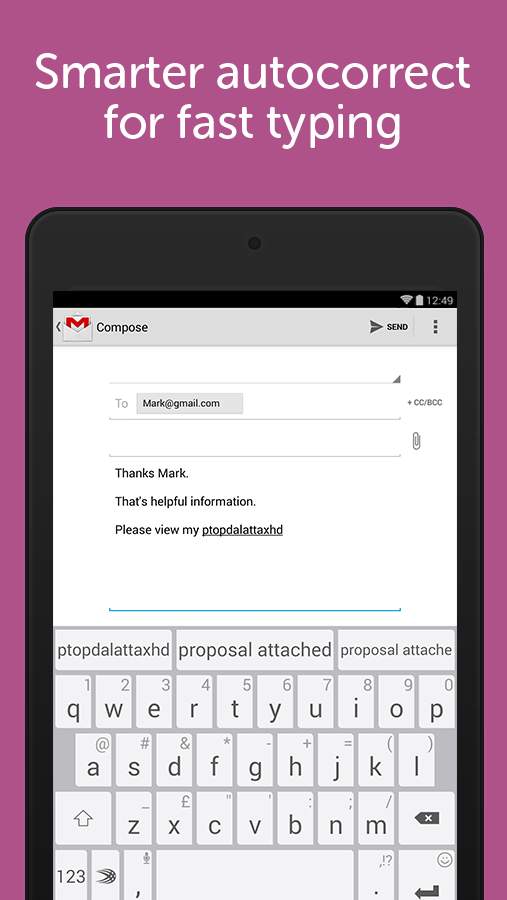 Smarter autocorrect
for fast typing
12:49
Compose
SEND
To
Mark@gmail.com
+ CC/BCC
Thanks Mark.
That's helpful information.
Please view my ptopdalattaxhd
ptopdalattaxhd proposal attached proposal attache
1 2 3 4 5 6 7 8 9 0
q w e r t y u i o p
@ # & * - + = ( )
a s d f g h j k l
_ £ " ' : ; /
z x c v b n m
123 , ,!? .